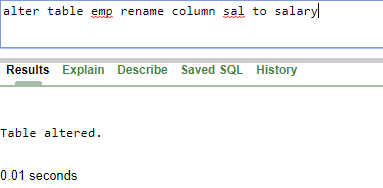 alter table emp rename column sal to salary
Results Explain Describe Saved SQL History
Table altered.
0.01 seconds